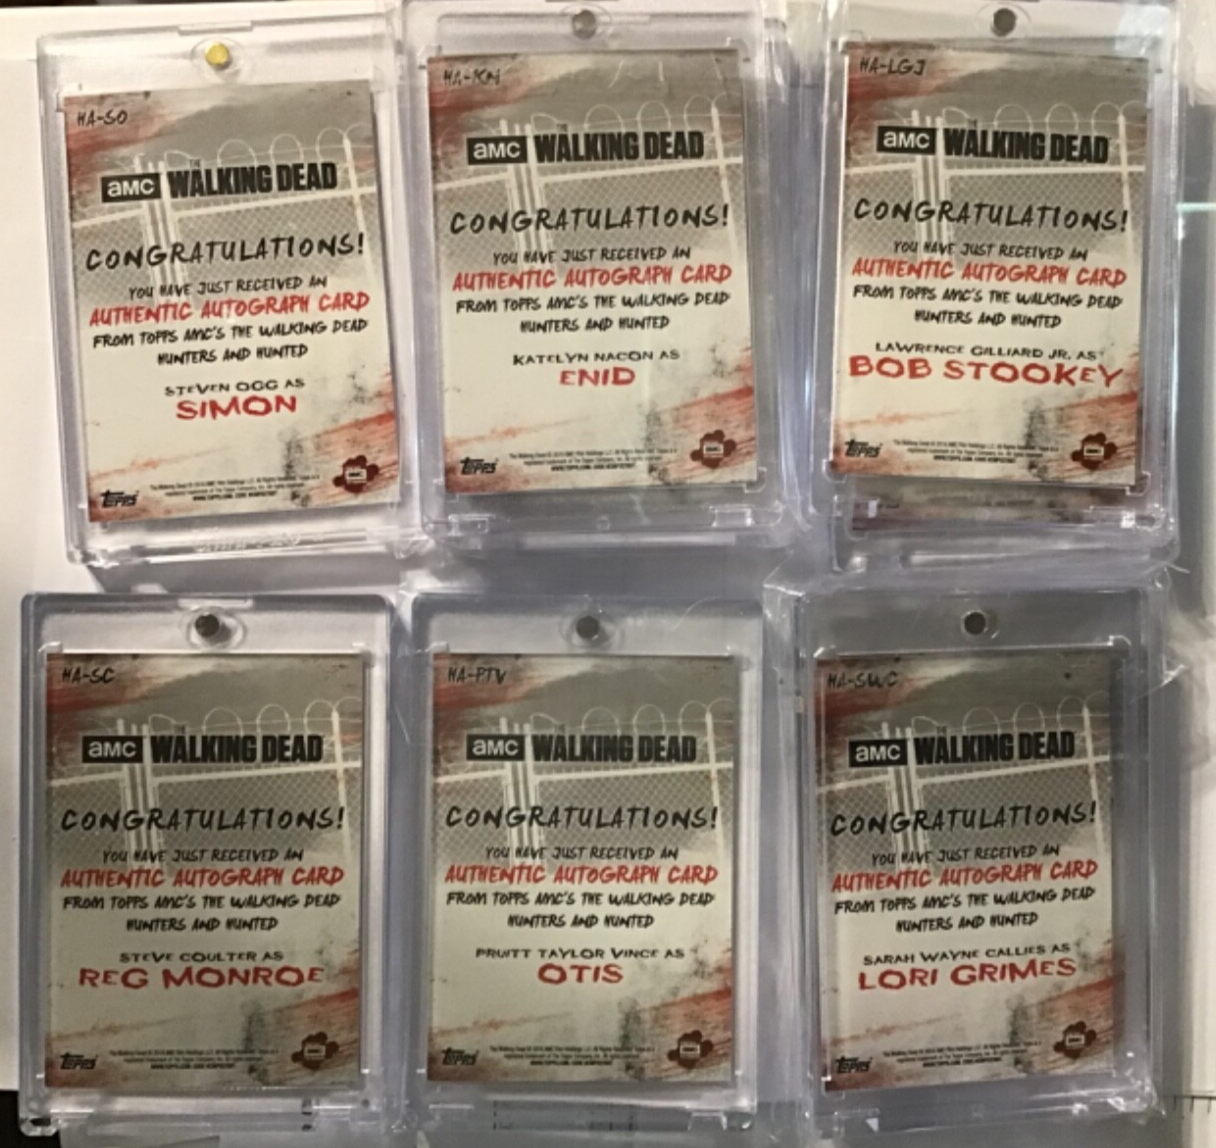 HA-SO
amc THE WALKING DEAD
CONGRATULATIONS!
YOU HAVE JUST RECEIVED AN
AUTHENTIC AUTOGRAPH CARD
FROM TOPPS AMC'S THE WALKING DEAD
HUNTERS AND HUNTED
STEVEN OGG AS
SIMON
Topps
HA-KN
amc THE WALKING DEAD
CONGRATULATIONS!
YOU HAVE JUST RECEIVED AN
AUTHENTIC AUTOGRAPH CARD
FROM TOPPS AMC'S THE WALKING DEAD
HUNTERS AND HUNTED
KATELYN NACON AS
ENID
Topps
HA-LGJ
amc THE WALKING DEAD
CONGRATULATIONS!
YOU HAVE JUST RECEIVED AN
AUTHENTIC AUTOGRAPH CARD
FROM TOPPS AMC'S THE WALKING DEAD
HUNTERS AND HUNTED
LAWRENCE GILLIARD JR. AS
BOB STOOKEY
Topps
HA-SC
amc THE WALKING DEAD
CONGRATULATIONS!
YOU HAVE JUST RECEIVED AN
AUTHENTIC AUTOGRAPH CARD
FROM TOPPS AMC'S THE WALKING DEAD
HUNTERS AND HUNTED
STEVE COULTER AS
REG MONROE
Topps
HA-PTV
amc THE WALKING DEAD
CONGRATULATIONS!
YOU HAVE JUST RECEIVED AN
AUTHENTIC AUTOGRAPH CARD
FROM TOPPS AMC'S THE WALKING DEAD
HUNTERS AND HUNTED
PRUITT TAYLOR VINCE AS
OTIS
Topps
HA-SWC
amc THE WALKING DEAD
CONGRATULATIONS!
YOU HAVE JUST RECEIVED AN
AUTHENTIC AUTOGRAPH CARD
FROM TOPPS AMC'S THE WALKING DEAD
HUNTERS AND HUNTED
SARAH WAYNE CALLIES AS
LORI GRIMES
Topps